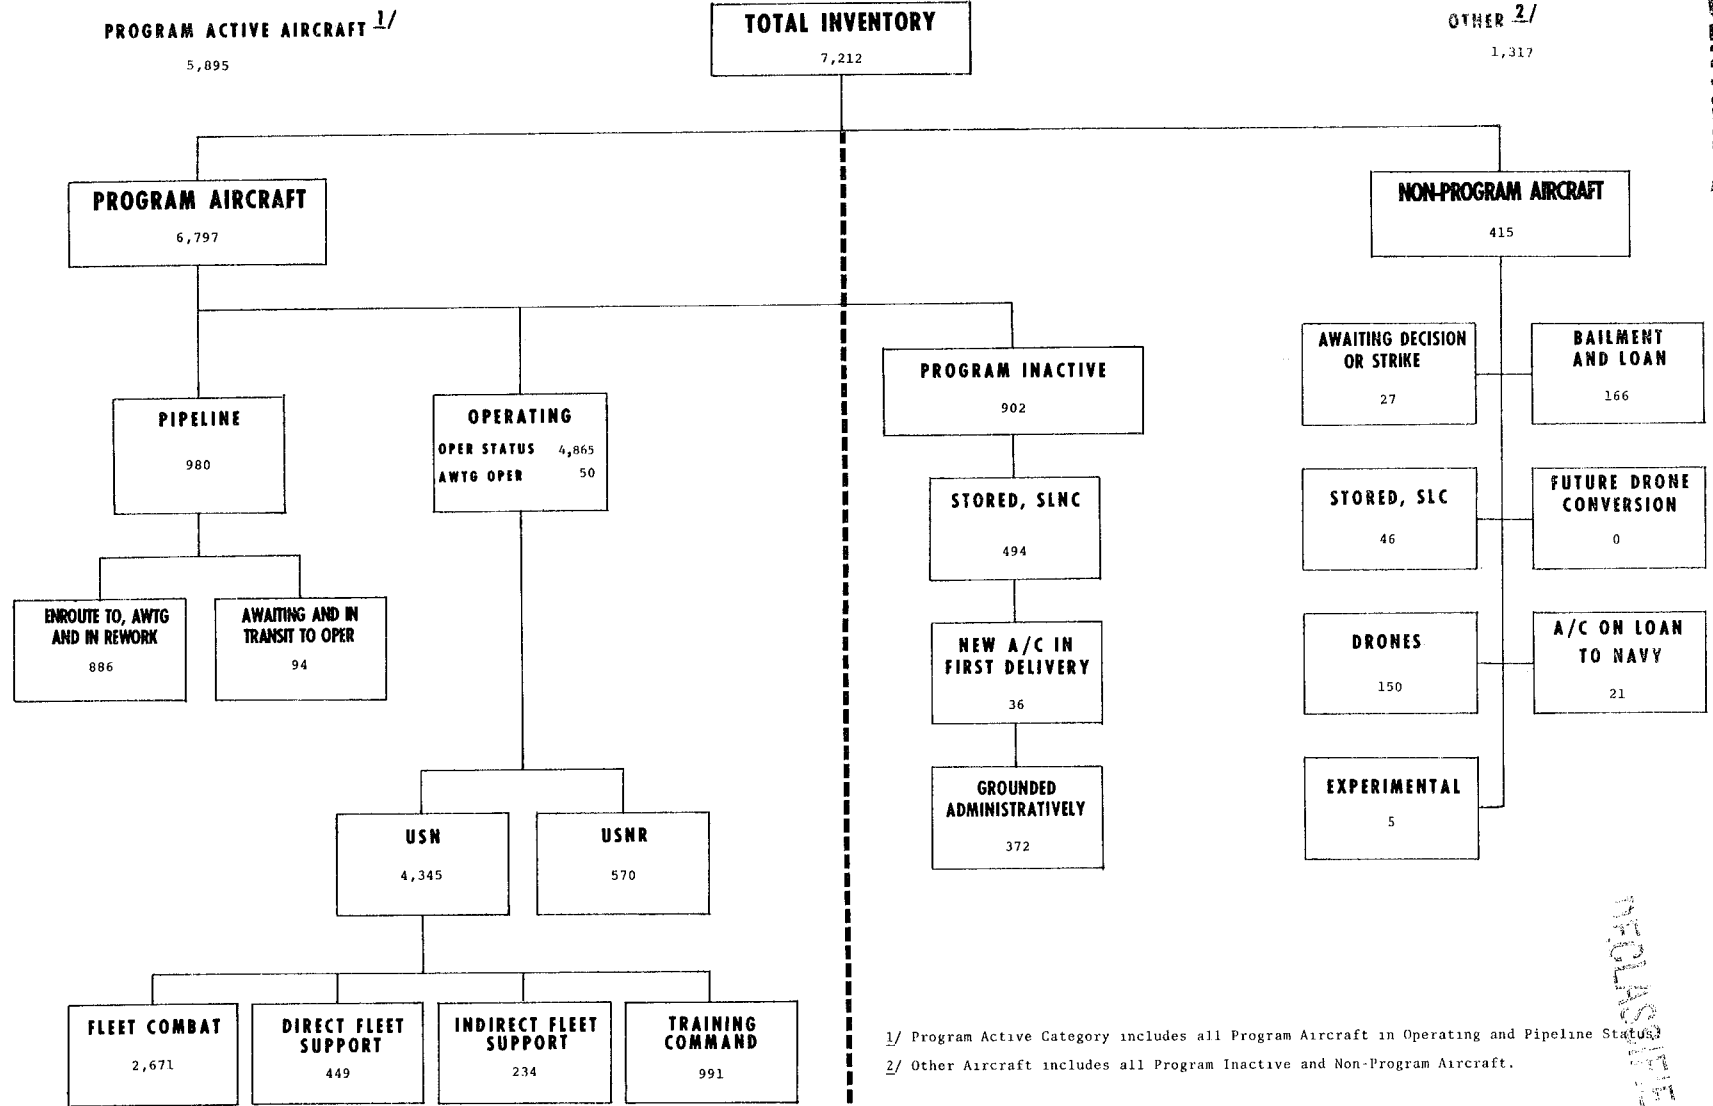 PROGRAM ACTIVE AIRCRAFT 1/
5,895
TOTAL INVENTORY
7,212
OTHER 2/
1,317
PROGRAM AIRCRAFT
6,797
NON-PROGRAM AIRCRAFT
415
PIPELINE
980
OPERATING
OPER STATUS 4,865
AWTG OPER 50
PROGRAM INACTIVE
902
AWAITING DECISION
OR STRIKE
27
BAILMENT
AND LOAN
166
STORED, SLNC
494
STORED, SLC
46
FUTURE DRONE
CONVERSION
0
ENROUTE TO, AWTG
AND IN REWORK
886
AWAITING AND IN
TRANSIT TO OPER
94
NEW A/C IN
FIRST DELIVERY
36
DRONES
150
A/C ON LOAN
TO NAVY
21
GROUNDED
ADMINISTRATIVELY
372
EXPERIMENTAL
5
USN
4,345
USNR
570
FLEET COMBAT
2,671
DIRECT FLEET
SUPPORT
449
INDIRECT FLEET
SUPPORT
234
TRAINING
COMMAND
991
1/ Program Active Category includes all Program Aircraft in Operating and Pipeline Status.
2/ Other Aircraft includes all Program Inactive and Non-Program Aircraft.